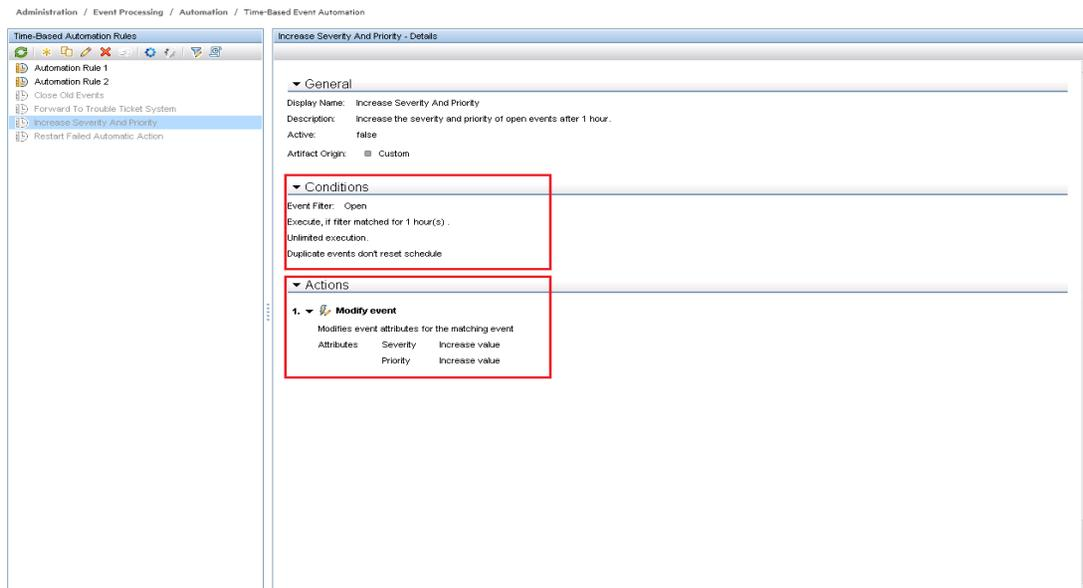 Administration / Event Processing / Automation / Time-Based Event Automation
Time-Based Automation Rules
Automation Rule 1
Automation Rule 2
Close Old Events
Forward To Trouble Ticket System
Increase Severity And Priority
Restart Failed Automatic Action
Increase Severity And Priority - Details
General
Display Name: Increase Severity And Priority
Description: Increase the severity and priority of open events after 1 hour.
Active: false
Artifact Origin: Custom
Conditions
Event Filter: Open
Execute, if filter matched for 1 hour(s) .
Unlimited execution.
Duplicate events don't reset schedule
Actions
1. Modify event
Modifies event attributes for the matching event
Attributes Severity Increase value
Priority Increase value